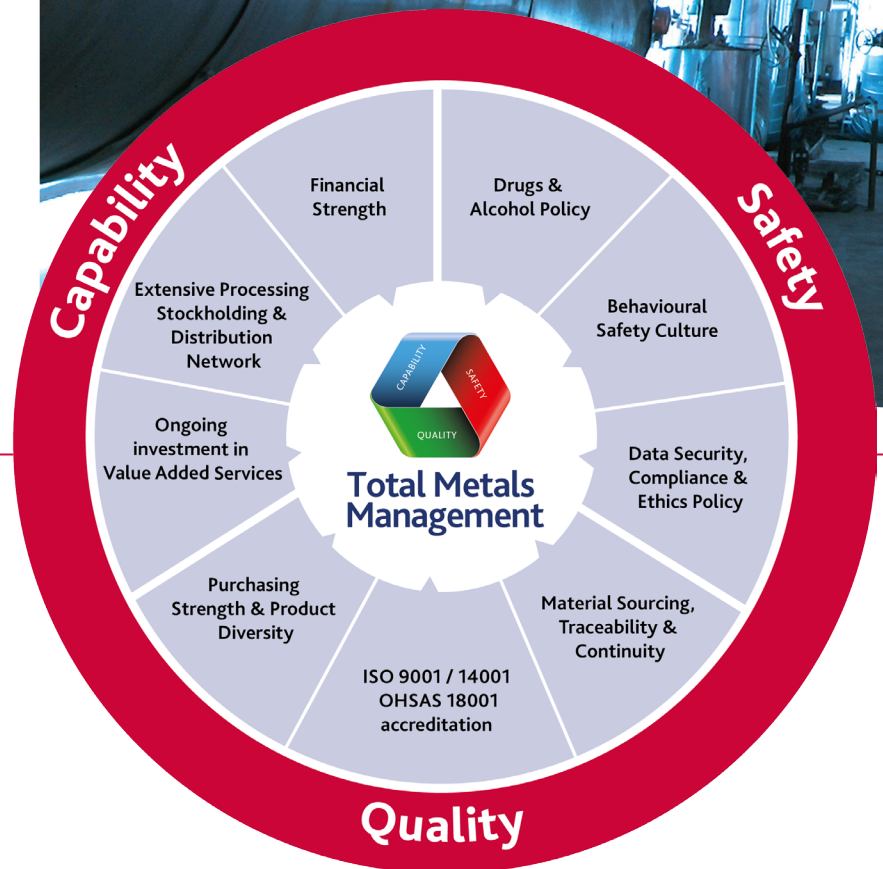 Capability
Safety
Quality
Financial
Strength
Drugs &
Alcohol Policy
Extensive Processing
Stockholding &
Distribution
Network
Behavioural
Safety Culture
Ongoing
investment in
Value Added Services
Data Security,
Compliance &
Ethics Policy
Purchasing
Strength & Product
Diversity
Material Sourcing,
Traceability &
Continuity
ISO 9001 / 14001
OHSAS 18001
accreditation
CAPABILITY
SAFETY
QUALITY
Total Metals
Management